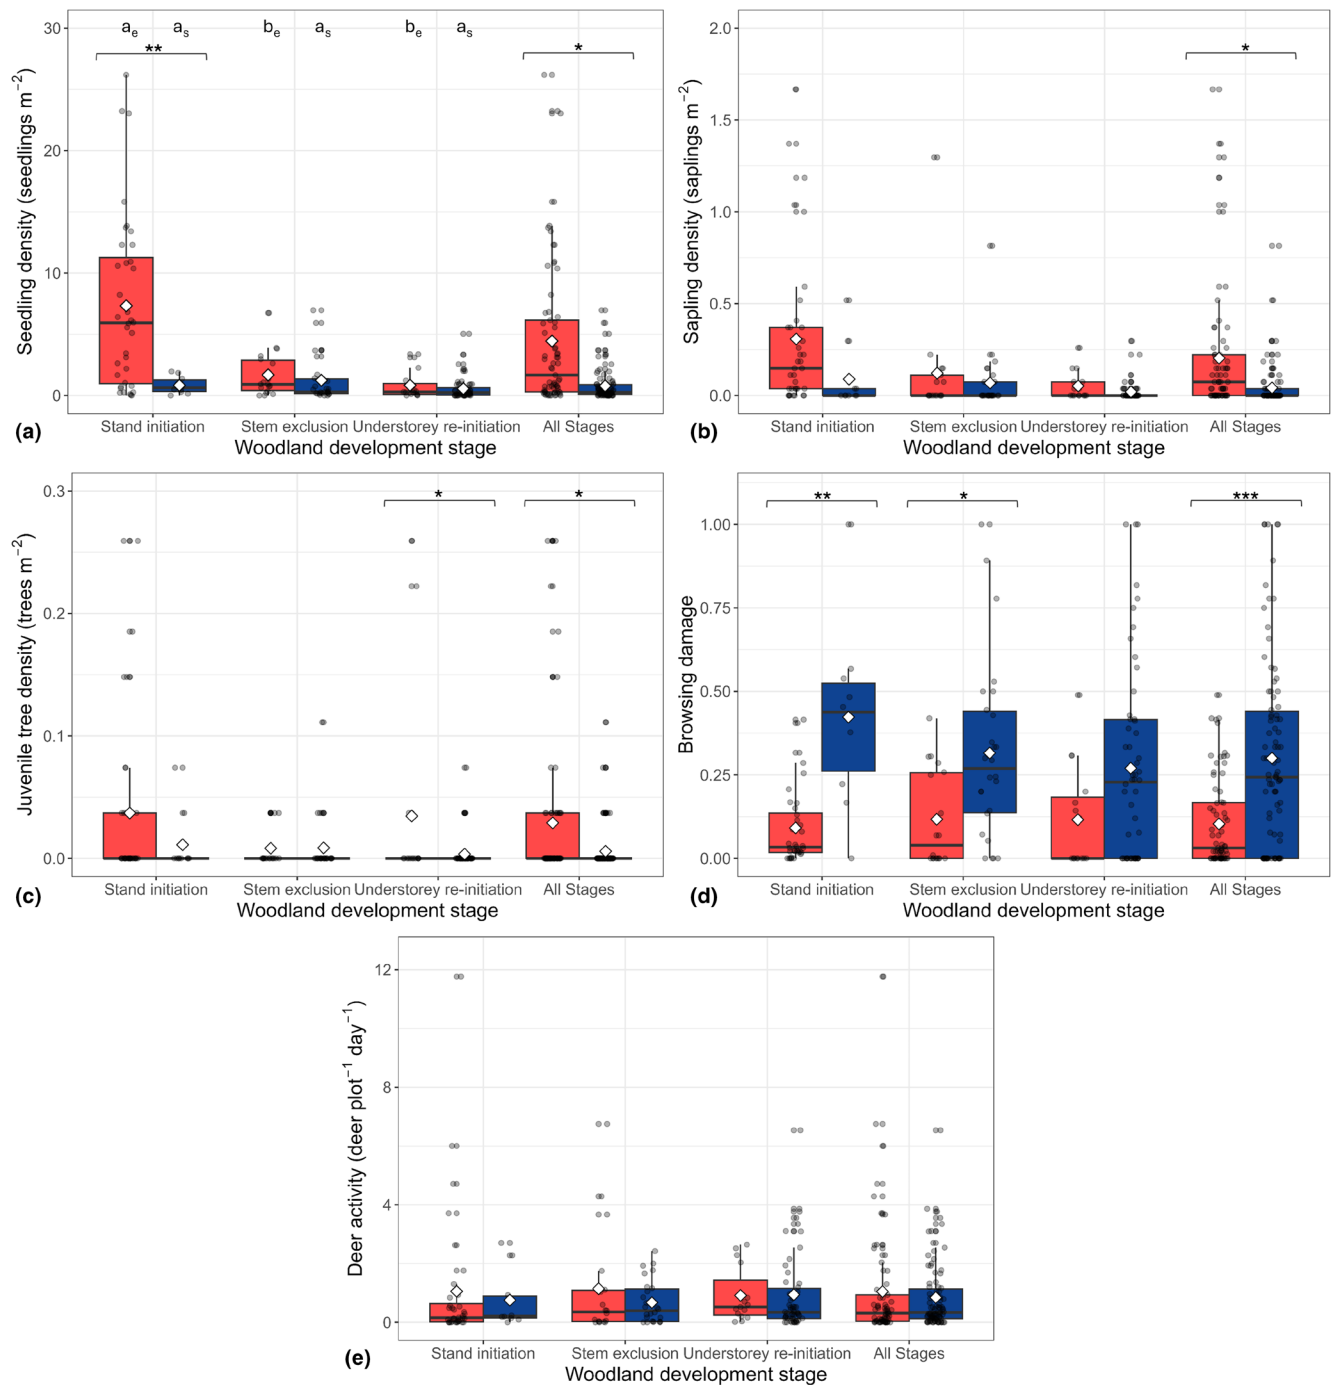 a_e a_s b_e a_s b_e a_s
** *
30
20
10
0
Seedling density (seedlings m⁻²)
Stand initiation Stem exclusion Understorey re-initiation All Stages
(a) Woodland development stage
*
2.0
1.5
1.0
0.5
0.0
Sapling density (saplings m⁻²)
Stand initiation Stem exclusion Understorey re-initiation All Stages
(b) Woodland development stage
* *
0.3
0.2
0.1
0.0
Juvenile tree density (trees m⁻²)
Stand initiation Stem exclusion Understorey re-initiation All Stages
(c) Woodland development stage
** * ***
1.00
0.75
0.50
0.25
0.00
Browsing damage
Stand initiation Stem exclusion Understorey re-initiation All Stages
(d) Woodland development stage
12
8
4
0
Deer activity (deer plot⁻¹ day⁻¹)
Stand initiation Stem exclusion Understorey re-initiation All Stages
(e) Woodland development stage